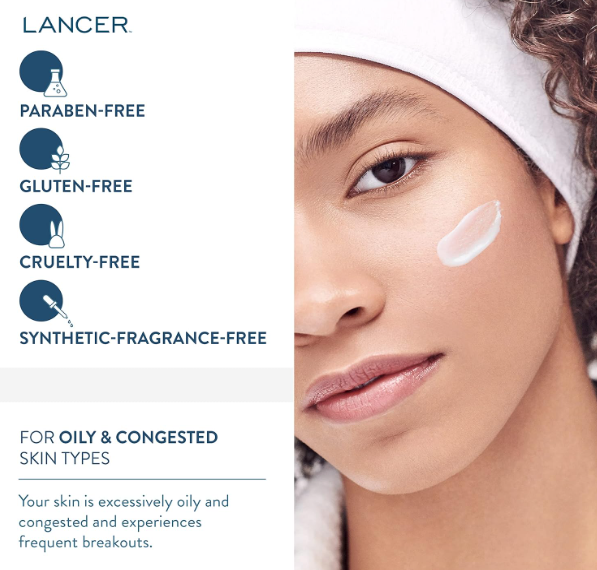 LANCER™
PARABEN-FREE
GLUTEN-FREE
CRUELTY-FREE
SYNTHETIC-FRAGRANCE-FREE
FOR OILY & CONGESTED
SKIN TYPES
Your skin is excessively oily and
congested and experiences
frequent breakouts.